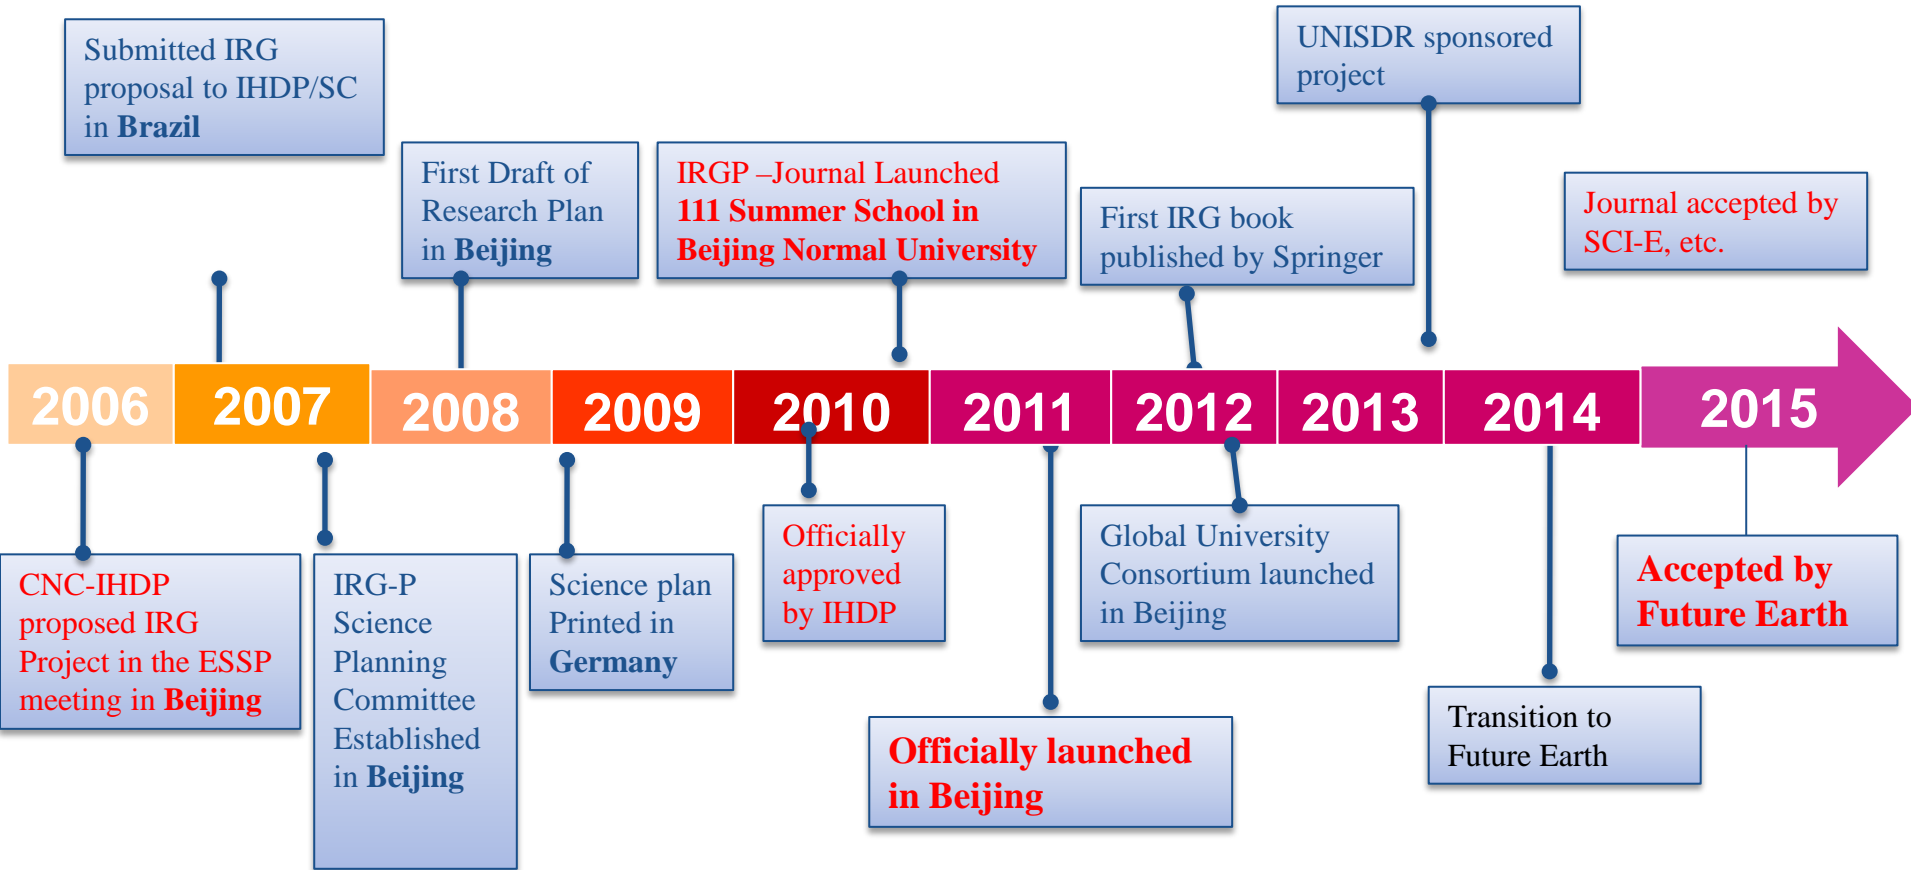 Submitted IRG
proposal to IHDP/SC
in Brazil
First Draft of
Research Plan
in Beijing
IRGP –Journal Launched
111 Summer School in
Beijing Normal University
First IRG book
published by Springer
UNISDR sponsored
project
Journal accepted by
SCI-E, etc.
2006
2007
2008
2009
2010
2011
2012
2013
2014
2015
CNC-IHDP
proposed IRG
Project in the ESSP
meeting in Beijing
IRG-P
Science
Planning
Committee
Established
in Beijing
Science plan
Printed in
Germany
Officially
approved
by IHDP
Officially launched
in Beijing
Global University
Consortium launched
in Beijing
Transition to
Future Earth
Accepted by
Future Earth